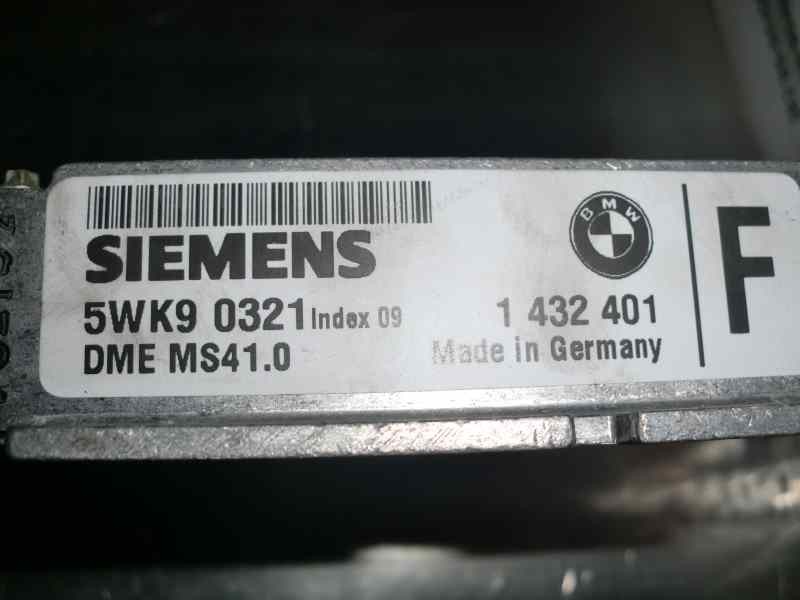 SIEMENS
BMW
F
5WK9 0321 Index 09 1 432 401
DME MS41.0 Made in Germany